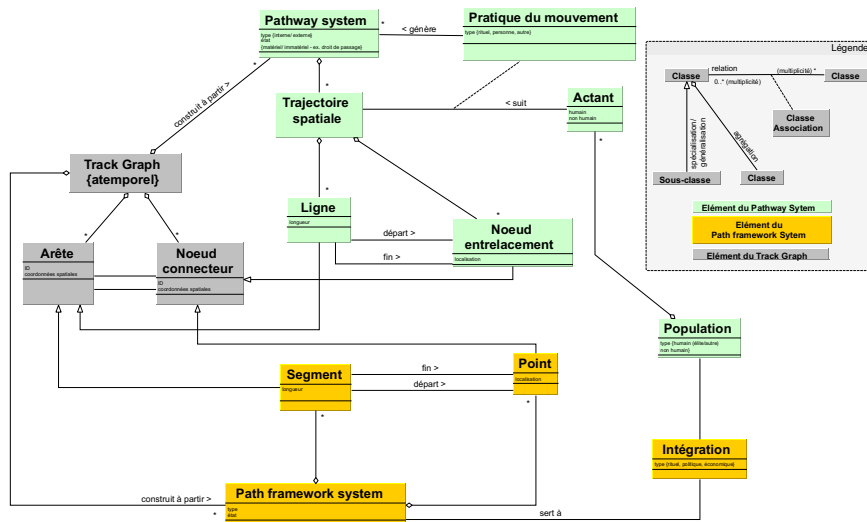 Pathway system
type {interne/ externe}
état
{matériel/ immatériel - ex. droit de passage}
*
< génère
Pratique du mouvement
type {rituel, personne, autre}
*
construit à partir >
*
Trajectoire
spatiale
< suit
Actant
humain
non humain
*
Track Graph
{atemporel}
*
Ligne
longueur
*
Noeud
entrelacement
localisation
départ >
fin >
*
*
Arête
ID
coordonnées spatiales
Noeud
connecteur
ID
coordonnées spatiales
Population
type {humain (élite/autre)
non humain}
Segment
longueur
*
fin >
départ >
Point
localisation
*
Intégration
type {rituel, politique, économique}
construit à partir >
*
Path framework system
type
état
sert à
Légende
Classe
relation
0..* (multiplicité)
(multiplicité) *
Classe
Classe
Association
spécialisation/
généralisation
agrégation
Sous-classe
Classe
Elément du Pathway Sytem
Elément du
Path framework Sytem
Elément du Track Graph